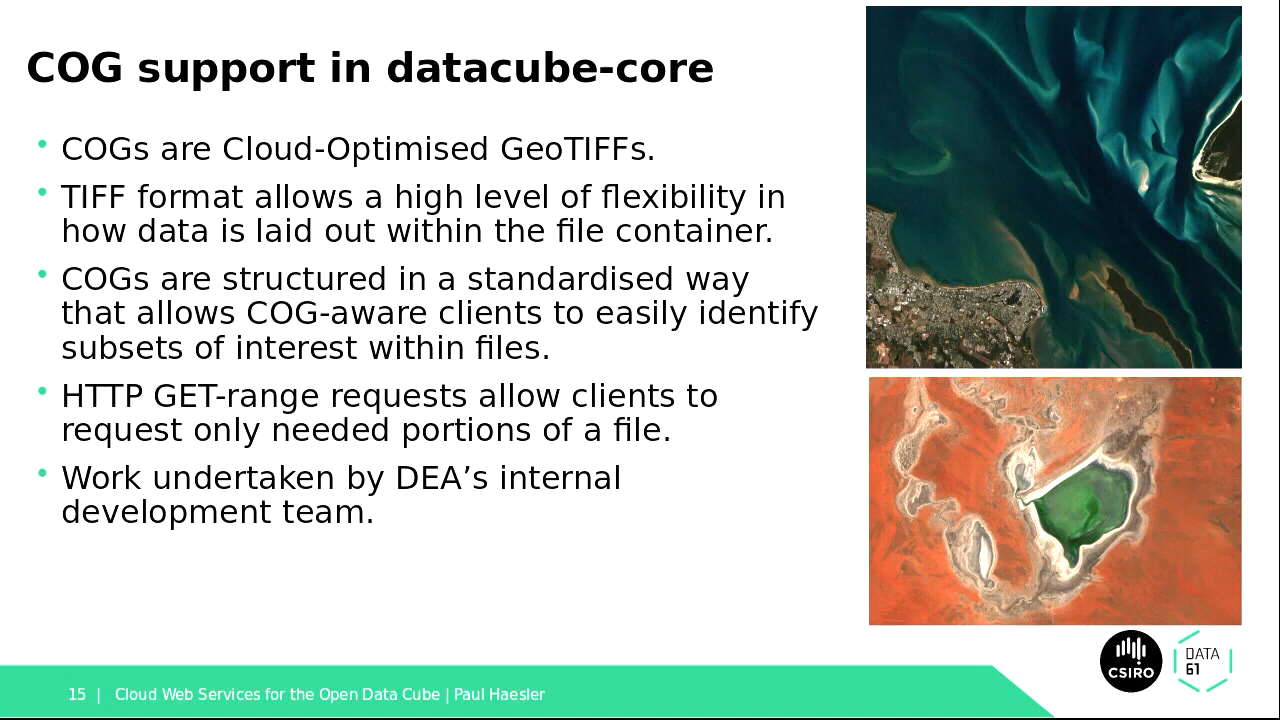 COG support in datacube-core
• COGs are Cloud-Optimised GeoTIFFs.
• TIFF format allows a high level of flexibility in
how data is laid out within the file container.
• COGs are structured in a standardised way
that allows COG-aware clients to easily identify
subsets of interest within files.
• HTTP GET-range requests allow clients to
request only needed portions of a file.
• Work undertaken by DEA’s internal
development team.
CSIRO
DATA
61
15 | Cloud Web Services for the Open Data Cube | Paul Haesler